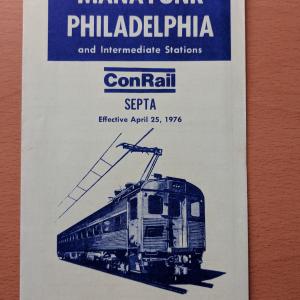 MANAYUNK
PHILADELPHIA
and Intermediate Stations
ConRail
SEPTA
Effective April 25, 1976